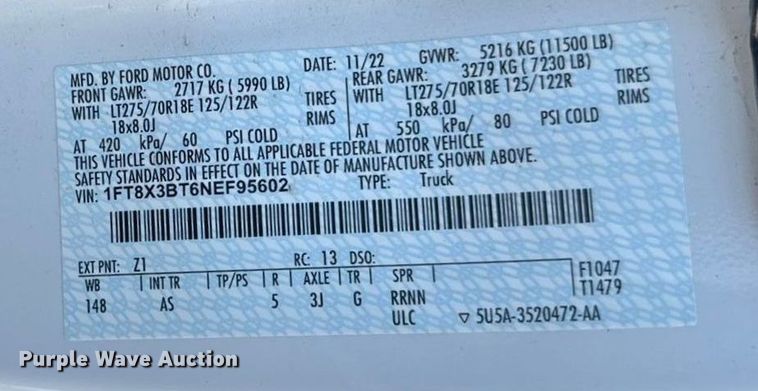 MFD. BY FORD MOTOR CO. DATE: 11/22 GVWR: 5216 KG (11500 LB)
FRONT GAWR: 2717 KG ( 5990 LB) REAR GAWR: 3279 KG ( 7230 LB)
WITH LT275/70R18E 125/122R TIRES WITH LT275/70R18E 125/122R TIRES
18x8.0J RIMS 18x8.0J RIMS
AT 420 kPa/ 60 PSI COLD AT 550 kPa/ 80 PSI COLD
THIS VEHICLE CONFORMS TO ALL APPLICABLE FEDERAL MOTOR VEHICLE
SAFETY STANDARDS IN EFFECT ON THE DATE OF MANUFACTURE SHOWN ABOVE.
VIN: 1FT8X3BT6NEF95602 TYPE: Truck
EXT PNT: Z1 RC: 13 DSO:
WB INT TR TP/PS R AXLE TR SPR F1047
148 AS 5 3J G RRNN T1479
ULC ▽ 5U5A-3520472-AA
Purple Wave Auction